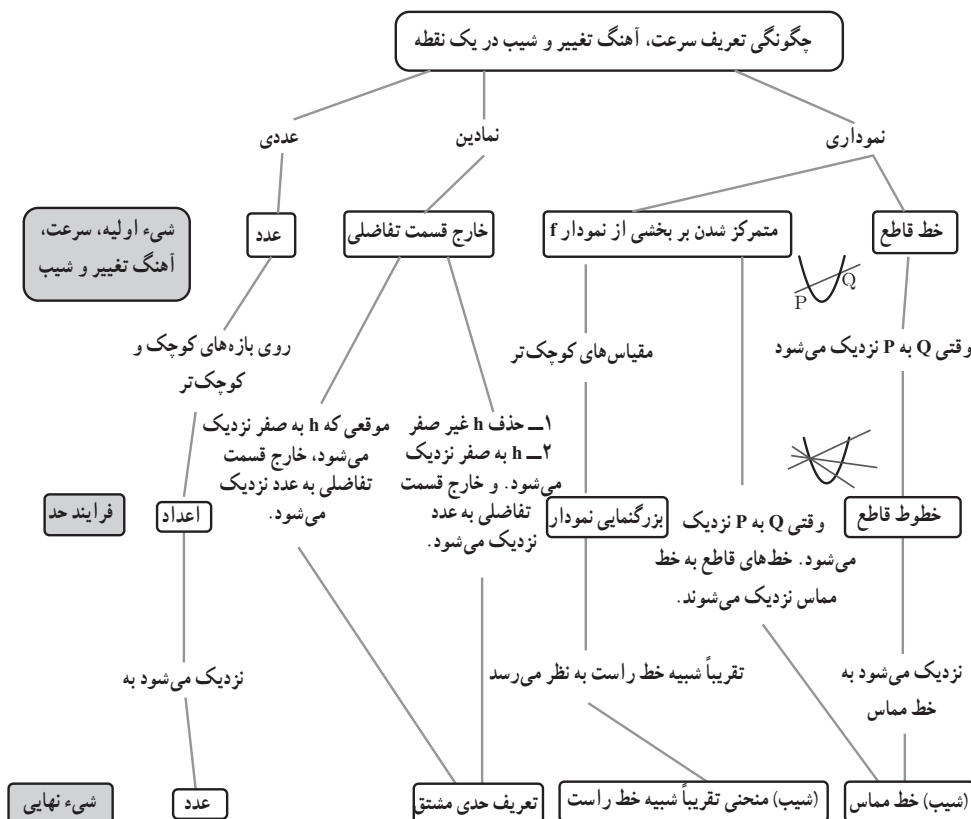 چگونگی تعریف سرعت، آهنگ تغییر و شیب در یک نقطه
نموداری
نمادین
عددی
خط قاطع
متمرکز شدن بر بخشی از نمودار f
خارج قسمت تفاضلی
عدد
شیء اولیه، سرعت،
آهنگ تغییر و شیب
P
Q
وقتی Q به P نزدیک می‌شود
مقیاس‌های کوچک‌تر
روی بازه‌های کوچک و
کوچک‌تر
۱ــ حذف h غیر صفر
۲ــ h به صفر نزدیک
می‌شود. و خارج قسمت
تفاضلی به عدد
نزدیک می‌شود.
موقعی که h به صفر نزدیک
می‌شود، خارج قسمت
تفاضلی به عدد نزدیک
می‌شود.
خطوط قاطع
وقتی Q به P نزدیک
می‌شود. خط‌های قاطع به خط
مماس نزدیک می‌شوند.
بزرگنمایی نمودار
اعداد
فرایند حد
نزدیک می‌شود به
خط مماس
تقریباً شبیه خط راست به نظر می‌رسد
نزدیک می‌شود به
(شیب) خط مماس
(شیب) منحنی تقریباً شبیه خط راست
تعریف حدی مشتق
عدد
شیء نهایی